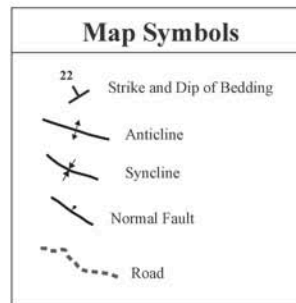 Map Symbols
22
Strike and Dip of Bedding
Anticline
Syncline
Normal Fault
Road